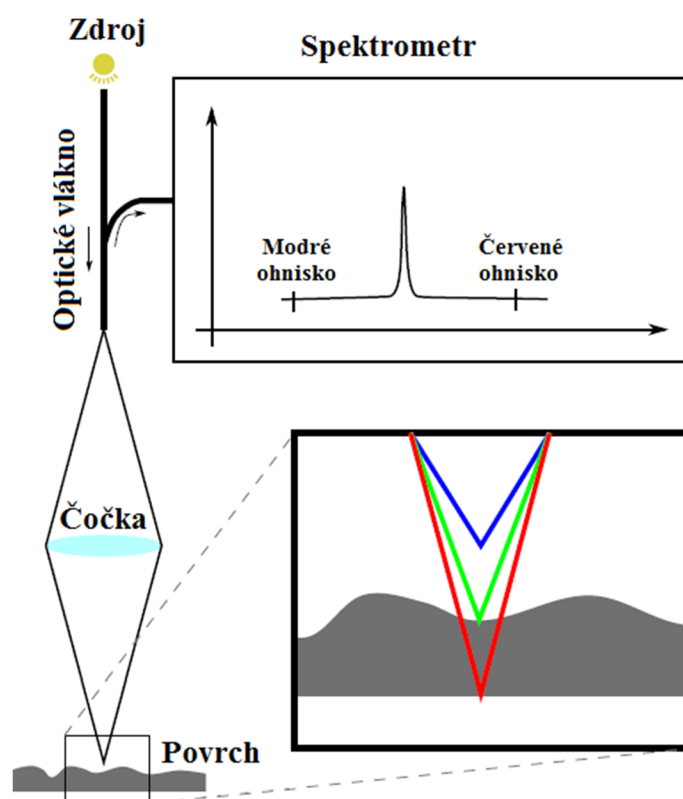 Zdroj
Spektrometr
Optické vlákno
Modré
ohnisko
Červené
ohnisko
Čočka
Povrch